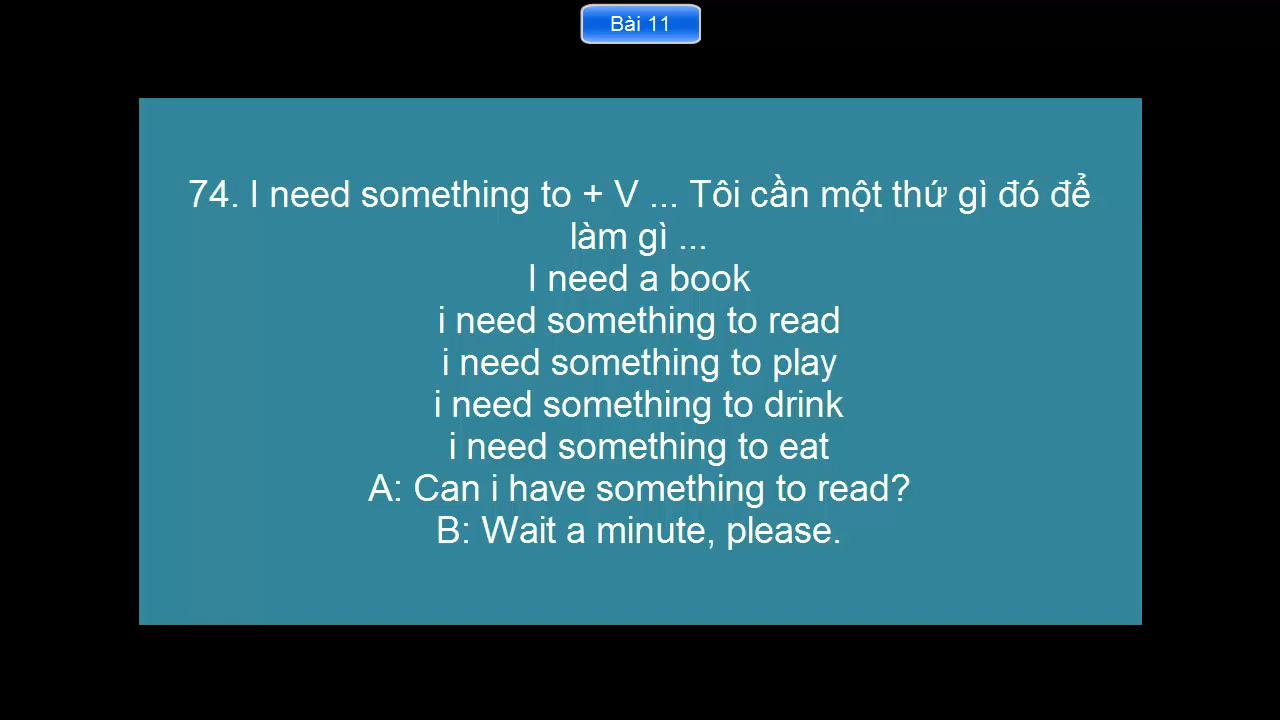 Bài 11
74. I need something to + V ... Tôi cần một thứ gì đó để
làm gì ...
I need a book
i need something to read
i need something to play
i need something to drink
i need something to eat
A: Can i have something to read?
B: Wait a minute, please.